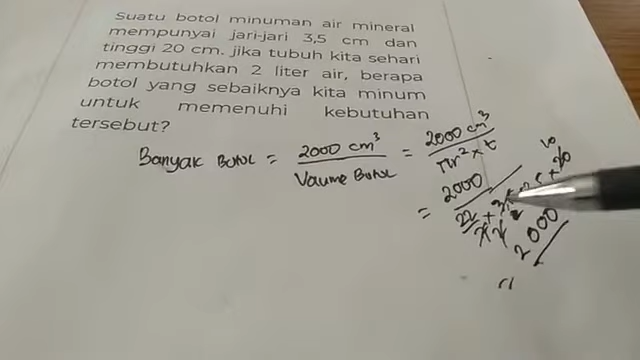 Suatu botol minuman air mineral
mempunyai jari-jari 3,5 cm dan
tinggi 20 cm. jika tubuh kita sehari
membutuhkan 2 liter air, berapa
botol yang sebaiknya kita minum
untuk memenuhi kebutuhan
tersebut?
Banyak Botol = 2000 cm³ / Vaume Botol = 2000 cm³ / πr² × t
= 2000
22
2000